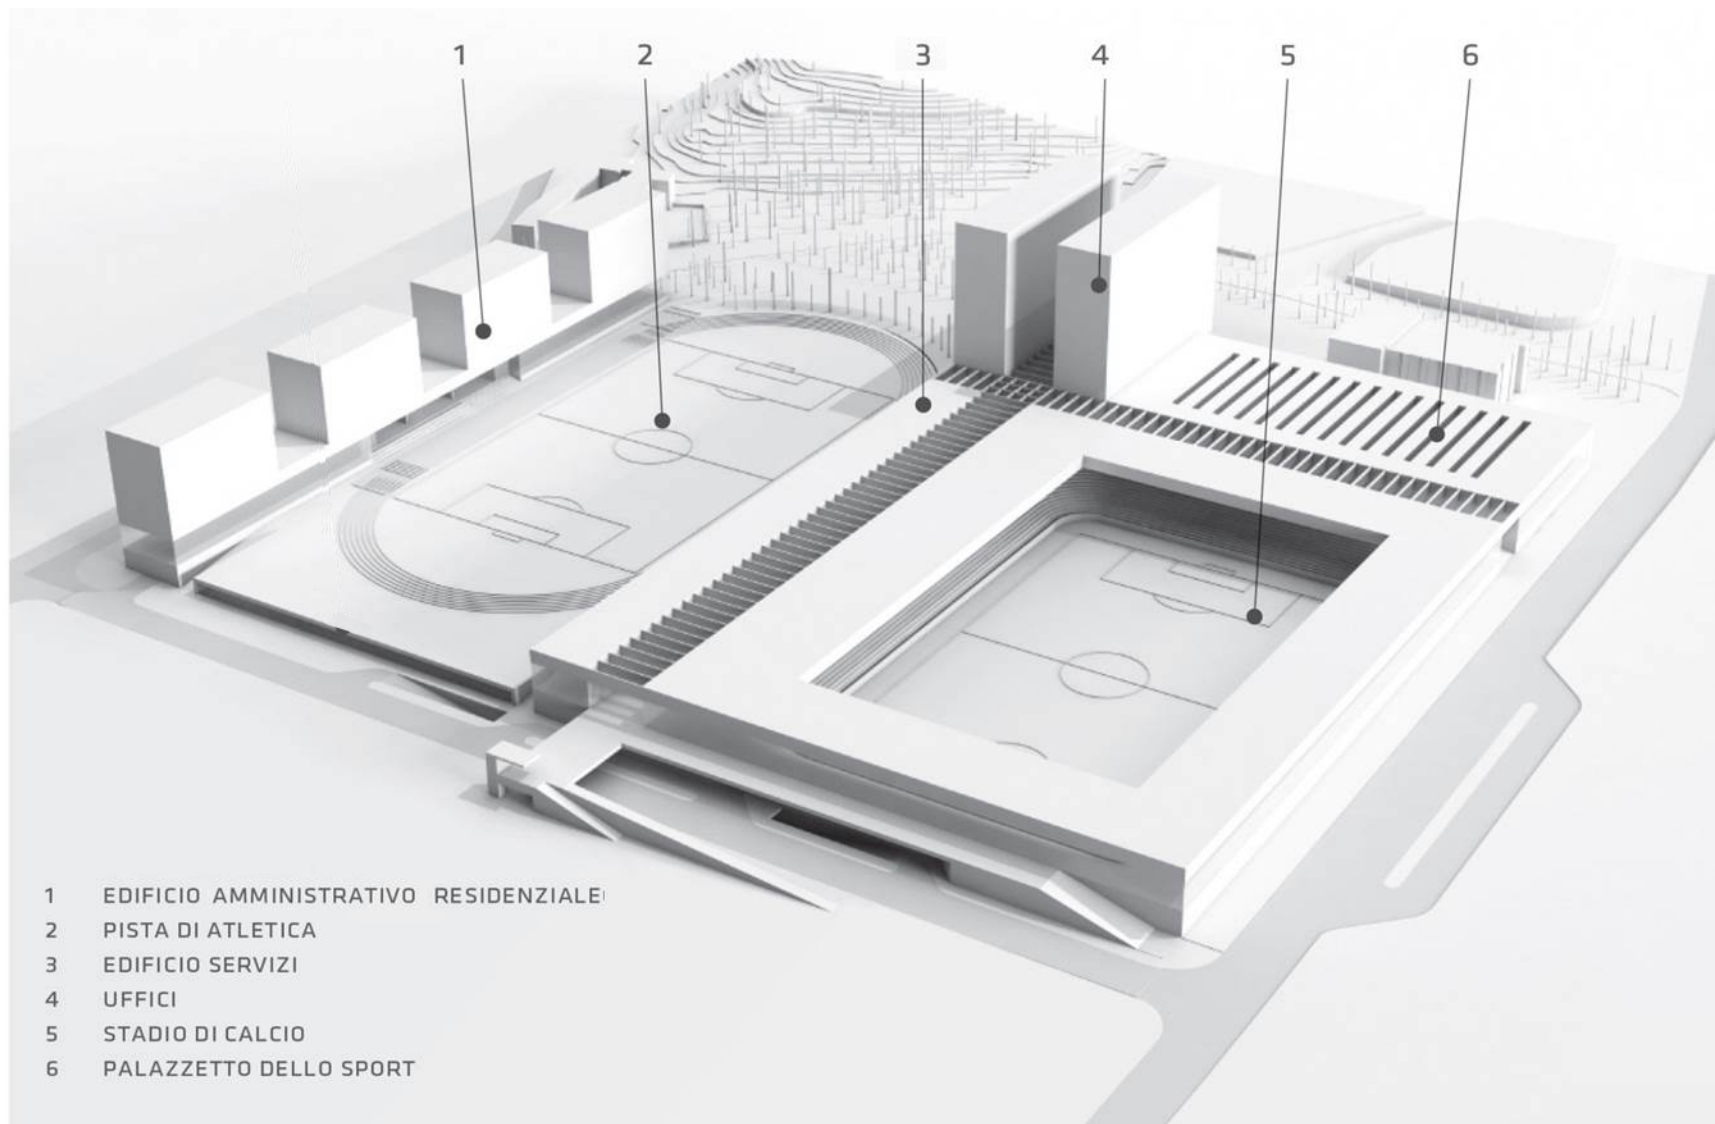 1 2 3 4 5 6
1 EDIFICIO AMMINISTRATIVO RESIDENZIALE
2 PISTA DI ATLETICA
3 EDIFICIO SERVIZI
4 UFFICI
5 STADIO DI CALCIO
6 PALAZZETTO DELLO SPORT